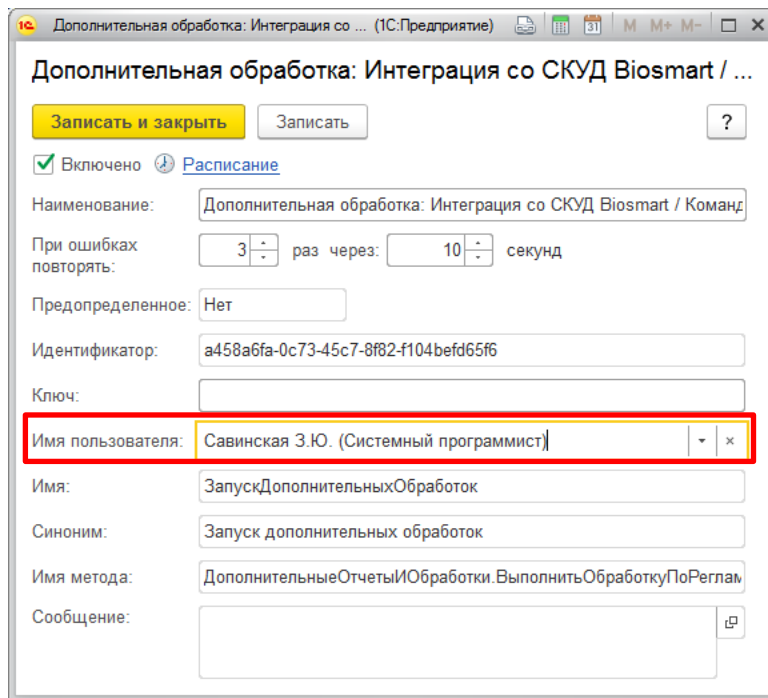 1С Дополнительная обработка: Интеграция со ... (1С:Предприятие) 31 M M+ M-
Дополнительная обработка: Интеграция со СКУД Biosmart / ...
Записать и закрыть Записать ?
Включено Расписание
Наименование: Дополнительная обработка: Интеграция со СКУД Biosmart / Команд
При ошибках
повторять: 3 раз через: 10 секунд
Предопределенное: Нет
Идентификатор: a458a6fa-0c73-45c7-8f82-f104befd65f6
Ключ:
Имя пользователя: Савинская З.Ю. (Системный программист)
Имя: ЗапускДополнительныхОбработок
Синоним: Запуск дополнительных обработок
Имя метода: ДополнительныеОтчетыИОбработки.ВыполнитьОбработкуПоРеглам
Сообщение: